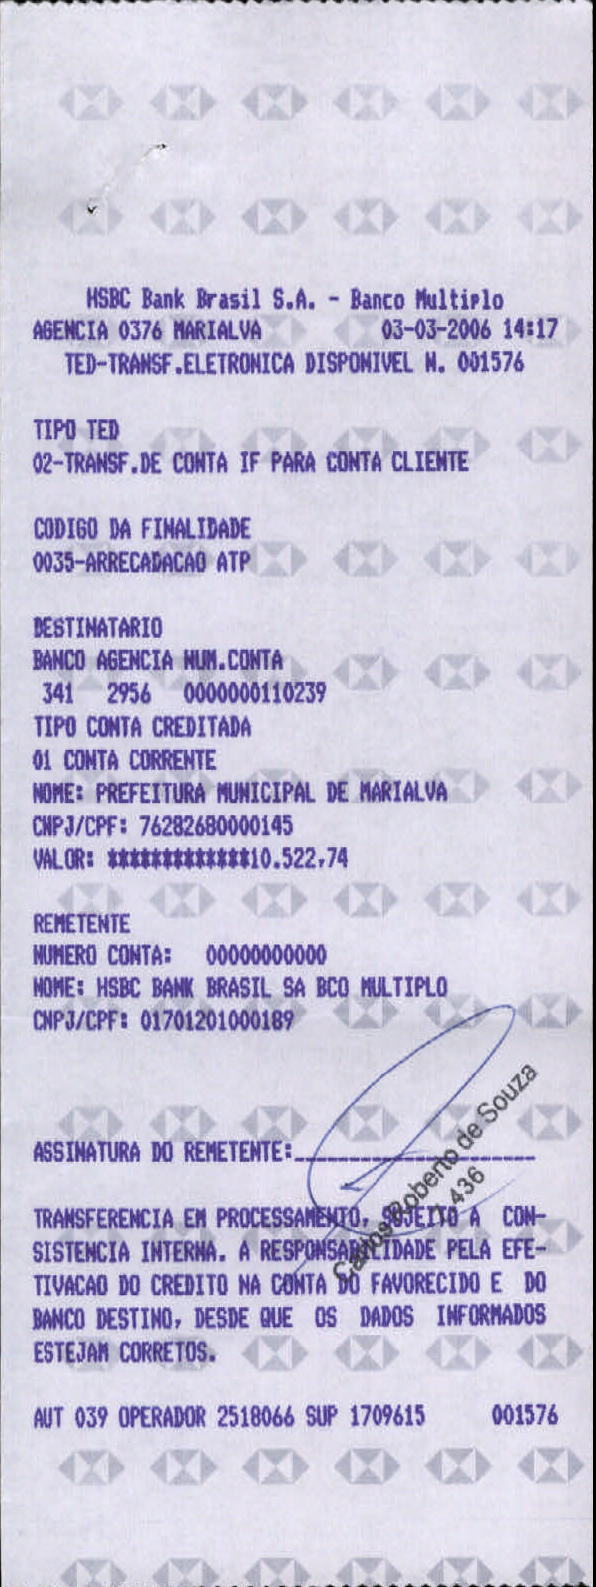 HSBC Bank Brasil S.A. - Banco Multiplo
AGENCIA 0376 MARIALVA 03-03-2006 14:17
TED-TRANSF.ELETRONICA DISPONIVEL N. 001576
TIPO TED
02-TRANSF.DE CONTA IF PARA CONTA CLIENTE
CODIGO DA FINALIDADE
0035-ARRECADACAO ATP
DESTINATARIO
BANCO AGENCIA NUM.CONTA
341 2956 0000000110239
TIPO CONTA CREDITADA
01 CONTA CORRENTE
NOME: PREFEITURA MUNICIPAL DE MARIALVA
CNPJ/CPF: 76282680000145
VALOR: *************10.522,74
REMETENTE
NUMERO CONTA: 00000000000
NOME: HSBC BANK BRASIL SA BCO MULTIPLO
CNPJ/CPF: 01701201000189
ASSINATURA DO REMETENTE:
Carlos Roberto de Souza
436
TRANSFERENCIA EM PROCESSAMENTO, SUJEITO A CON-
SISTENCIA INTERNA. A RESPONSABILIDADE PELA EFE-
TIVACAO DO CREDITO NA CONTA DO FAVORECIDO E DO
BANCO DESTINO, DESDE QUE OS DADOS INFORMADOS
ESTEJAM CORRETOS.
AUT 039 OPERADOR 2518066 SUP 1709615 001576